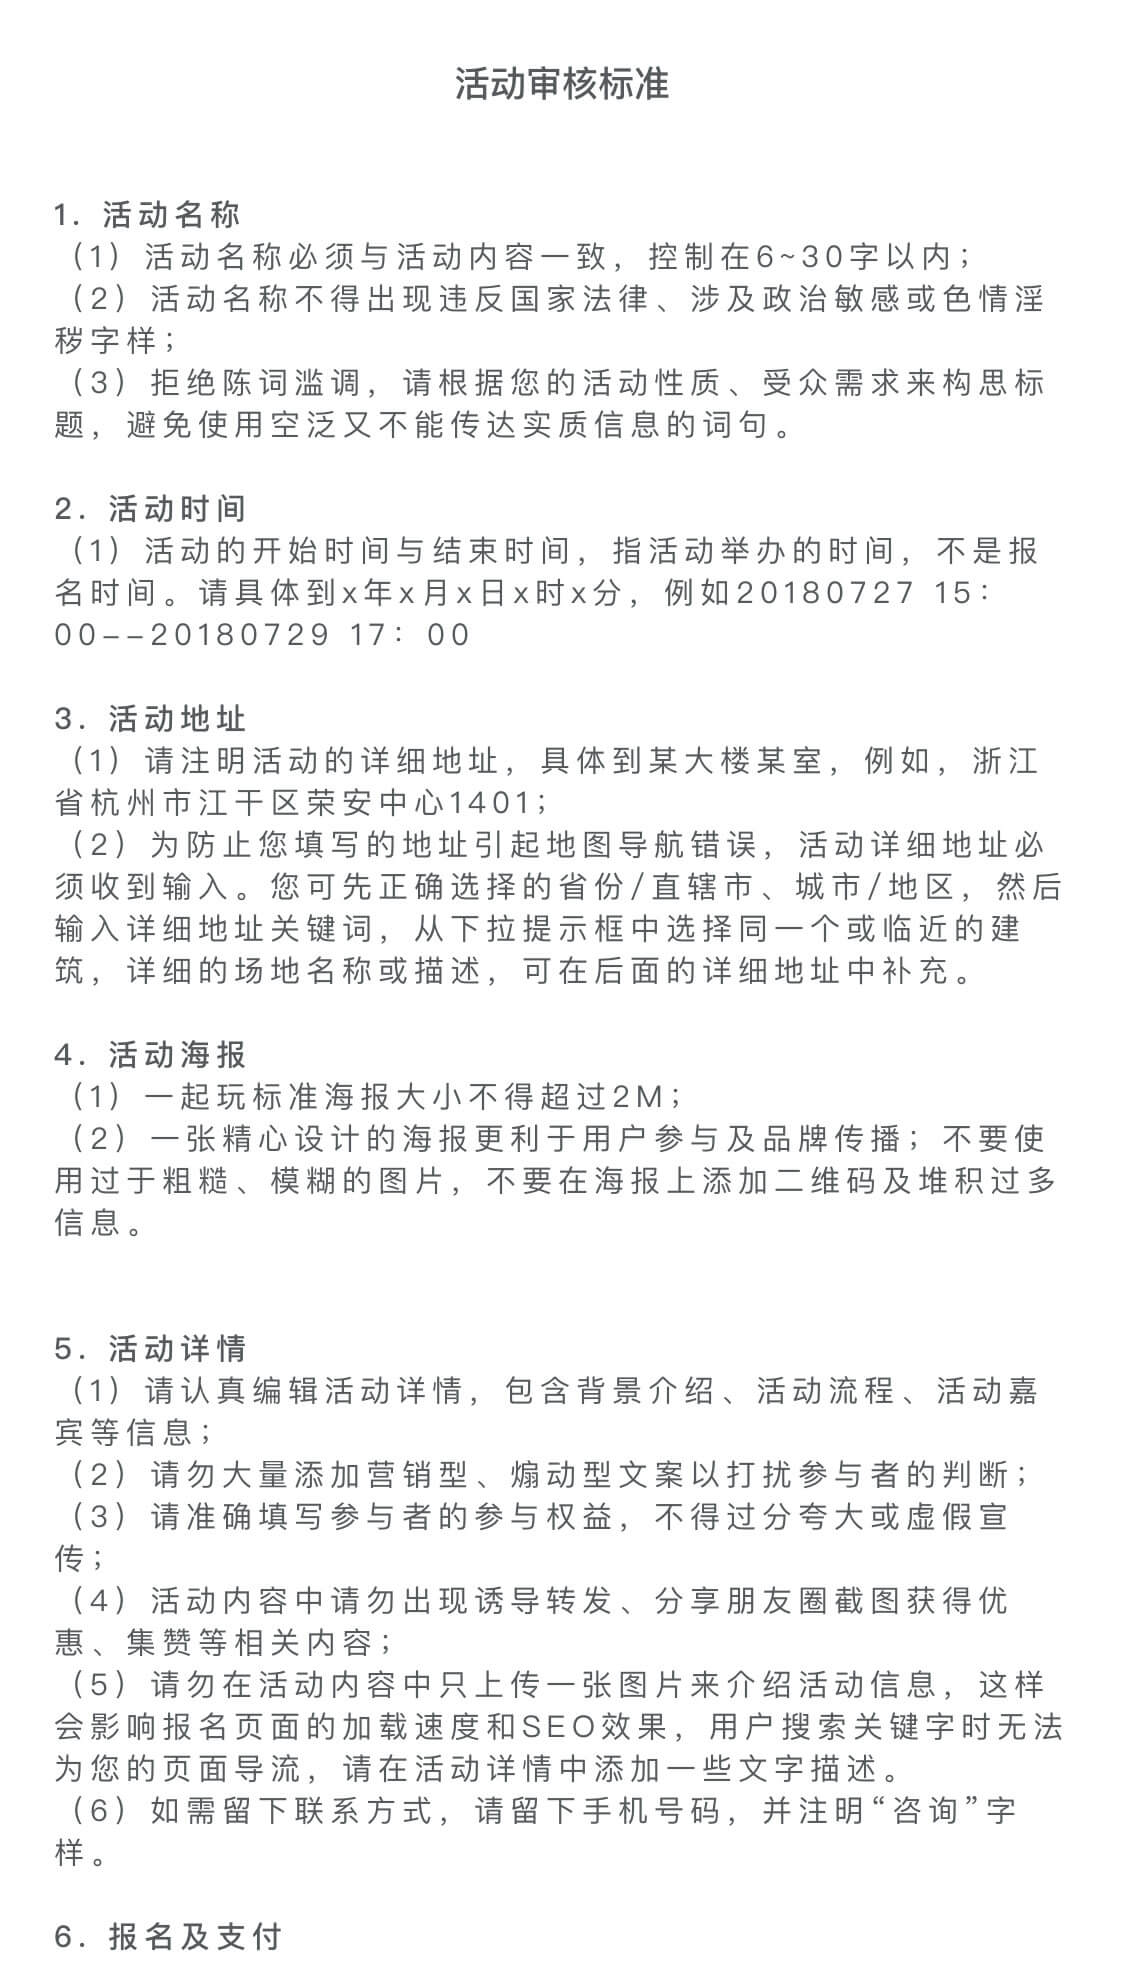 活动审核标准
1. 活动名称
（1）活动名称必须与活动内容一致，控制在6~30字以内；
（2）活动名称不得出现违反国家法律、涉及政治敏感或色情淫
秽字样；
（3）拒绝陈词滥调，请根据您的活动性质、受众需求来构思标
题，避免使用空泛又不能传达实质信息的词句。
2. 活动时间
（1）活动的开始时间与结束时间，指活动举办的时间，不是报
名时间。请具体到x年x月x日x时x分，例如20180727 15：
00--20180729 17：00
3. 活动地址
（1）请注明活动的详细地址，具体到某大楼某室，例如，浙江
省杭州市江干区荣安中心1401；
（2）为防止您填写的地址引起地图导航错误，活动详细地址必
须收到输入。您可先正确选择的省份/直辖市、城市/地区，然后
输入详细地址关键词，从下拉提示框中选择同一个或临近的建
筑，详细的场地名称或描述，可在后面的详细地址中补充。
4. 活动海报
（1）一起玩标准海报大小不得超过2M；
（2）一张精心设计的海报更利于用户参与及品牌传播；不要使
用过于粗糙、模糊的图片，不要在海报上添加二维码及堆积过多
信息。
5. 活动详情
（1）请认真编辑活动详情，包含背景介绍、活动流程、活动嘉
宾等信息；
（2）请勿大量添加营销型、煽动型文案以打扰参与者的判断；
（3）请准确填写参与者的参与权益，不得过分夸大或虚假宣
传；
（4）活动内容中请勿出现诱导转发、分享朋友圈截图获得优
惠、集赞等相关内容；
（5）请勿在活动内容中只上传一张图片来介绍活动信息，这样
会影响报名页面的加载速度和SEO效果，用户搜索关键字时无法
为您的页面导流，请在活动详情中添加一些文字描述。
（6）如需留下联系方式，请留下手机号码，并注明“咨询”字
样。
6. 报名及支付